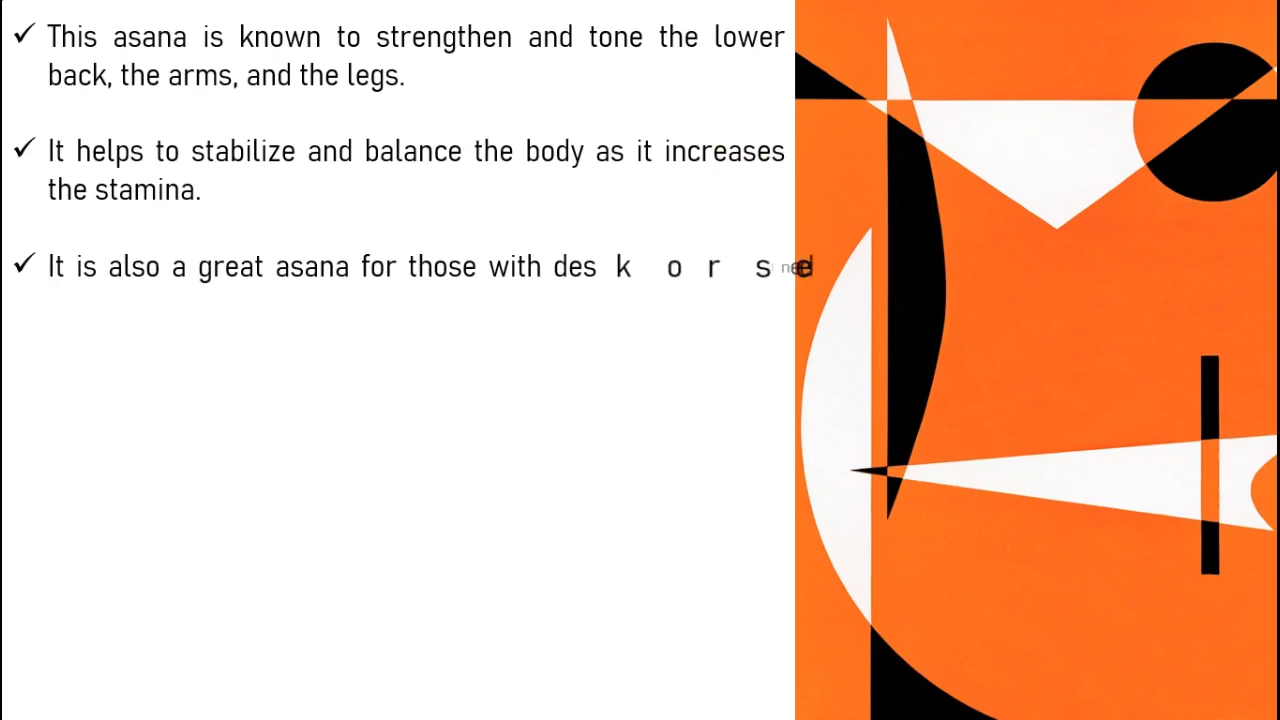 ✓ This asana is known to strengthen and tone the lower
back, the arms, and the legs.
✓ It helps to stabilize and balance the body as it increases
the stamina.
✓ It is also a great asana for those with des k o r s